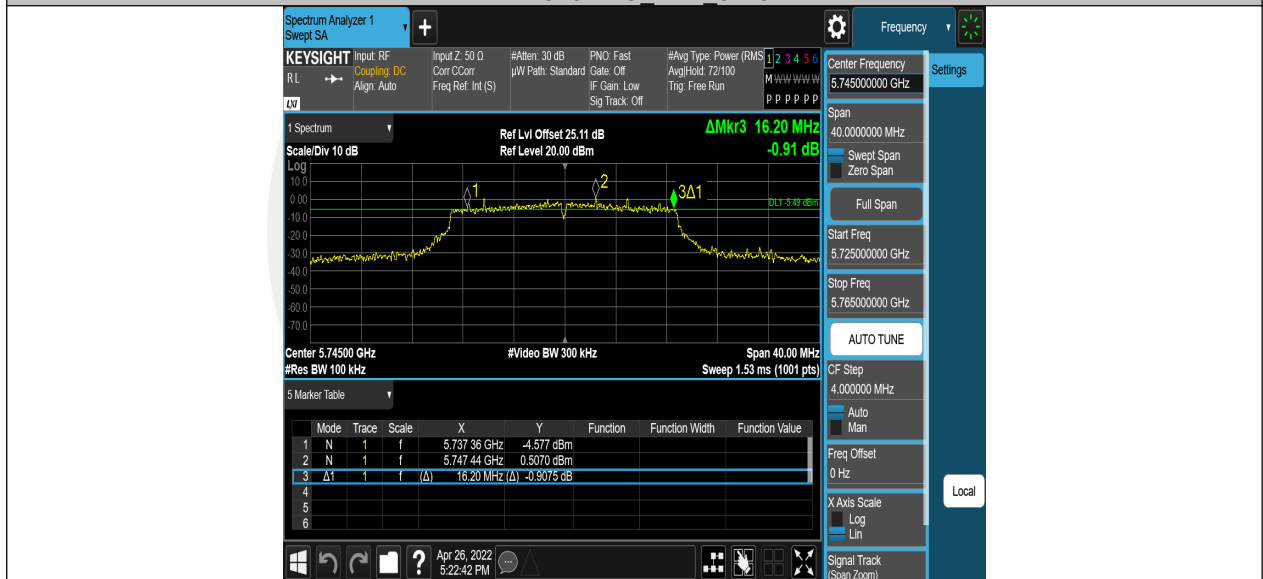 Spectrum Analyzer 1
Swept SA
+
Frequency
KEYSIGHT
RL
LXI
Input: RF
Coupling: DC
Align: Auto
Input Z: 50 Ω
Corr CCorr
Freq Ref: Int (S)
#Atten: 30 dB
µW Path: Standard
PNO: Fast
Gate: Off
IF Gain: Low
Sig Track: Off
#Avg Type: Power (RMS
Avg|Hold: 72/100
Trig: Free Run
1 2 3 4 5 6
M W W W W W
P P P P P P
1 Spectrum
Scale/Div 10 dB
Ref Lvl Offset 25.11 dB
Ref Level 20.00 dBm
ΔMkr3 16.20 MHz
-0.91 dB
Log
10.0
0.00
-10.0
-20.0
-30.0
-40.0
-50.0
-60.0
-70.0
1
2
3Δ1
DL1 -5.49 dBm
Center 5.74500 GHz
#Video BW 300 kHz
Span 40.00 MHz
#Res BW 100 kHz
Sweep 1.53 ms (1001 pts)
5 Marker Table
Mode Trace Scale X Y Function Function Width Function Value
1 N 1 f 5.737 36 GHz -4.577 dBm
2 N 1 f 5.747 44 GHz 0.5070 dBm
3 Δ1 1 f (Δ) 16.20 MHz (Δ) -0.9075 dB
4
5
6
?
Apr 26, 2022
5:22:42 PM
Center Frequency
5.745000000 GHz
Settings
Span
40.0000000 MHz
Swept Span
Zero Span
Full Span
Start Freq
5.725000000 GHz
Stop Freq
5.765000000 GHz
AUTO TUNE
CF Step
4.000000 MHz
Auto
Man
Freq Offset
0 Hz
X Axis Scale
Log
Lin
Local
Signal Track
(Span Zoom)